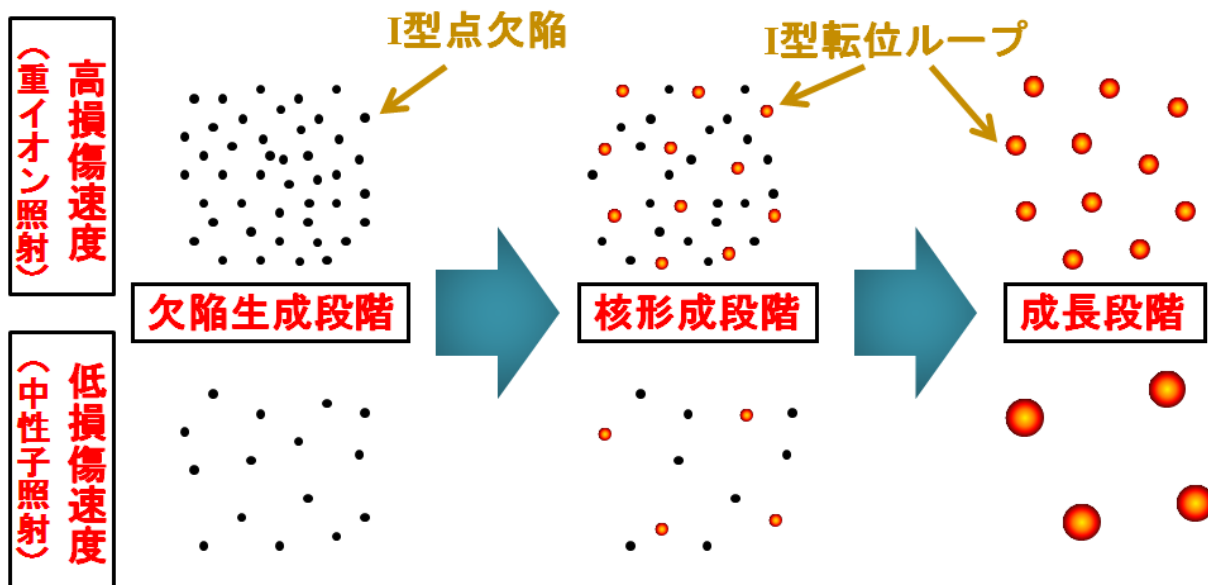 高損傷速度
（重イオン照射）
I型点欠陥
I型転位ループ
欠陥生成段階
核形成段階
成長段階
低損傷速度
（中性子照射）